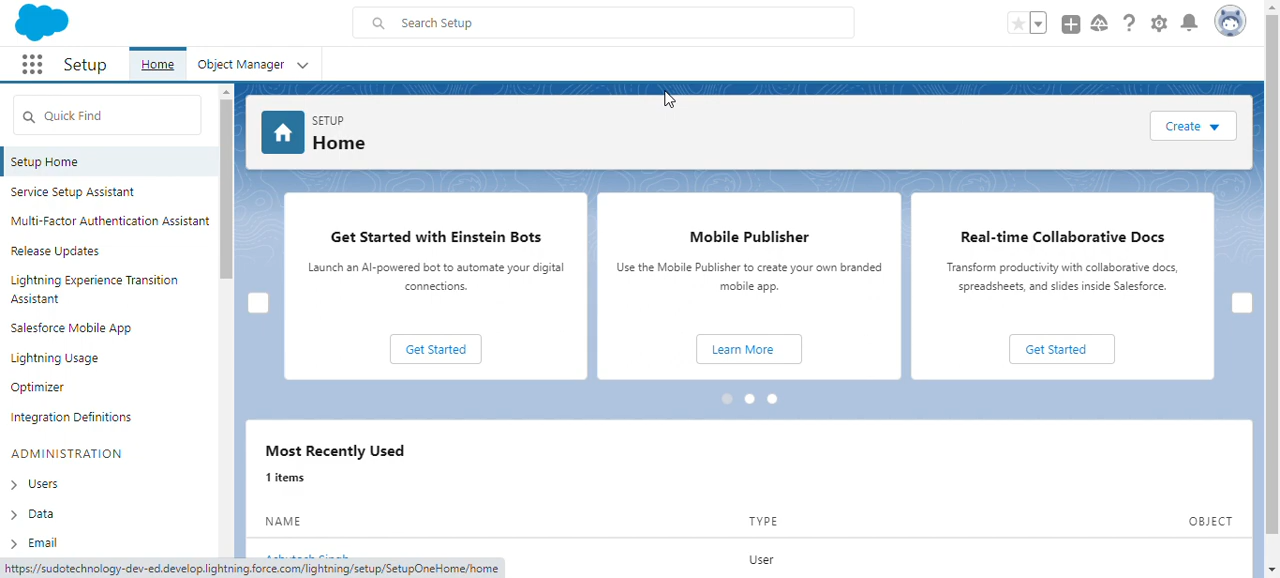 Search Setup
Setup
Home
Object Manager
Quick Find
Setup Home
Service Setup Assistant
Multi-Factor Authentication Assistant
Release Updates
Lightning Experience Transition
Assistant
Salesforce Mobile App
Lightning Usage
Optimizer
Integration Definitions
ADMINISTRATION
Users
Data
Email
SETUP
Home
Create
Get Started with Einstein Bots
Launch an AI-powered bot to automate your digital
connections.
Get Started
Mobile Publisher
Use the Mobile Publisher to create your own branded
mobile app.
Learn More
Real-time Collaborative Docs
Transform productivity with collaborative docs,
spreadsheets, and slides inside Salesforce.
Get Started
Most Recently Used
1 items
NAME TYPE OBJECT
Ashutosh Singh User
https://sudotechnology-dev-ed.develop.lightning.force.com/lightning/setup/SetupOneHome/home